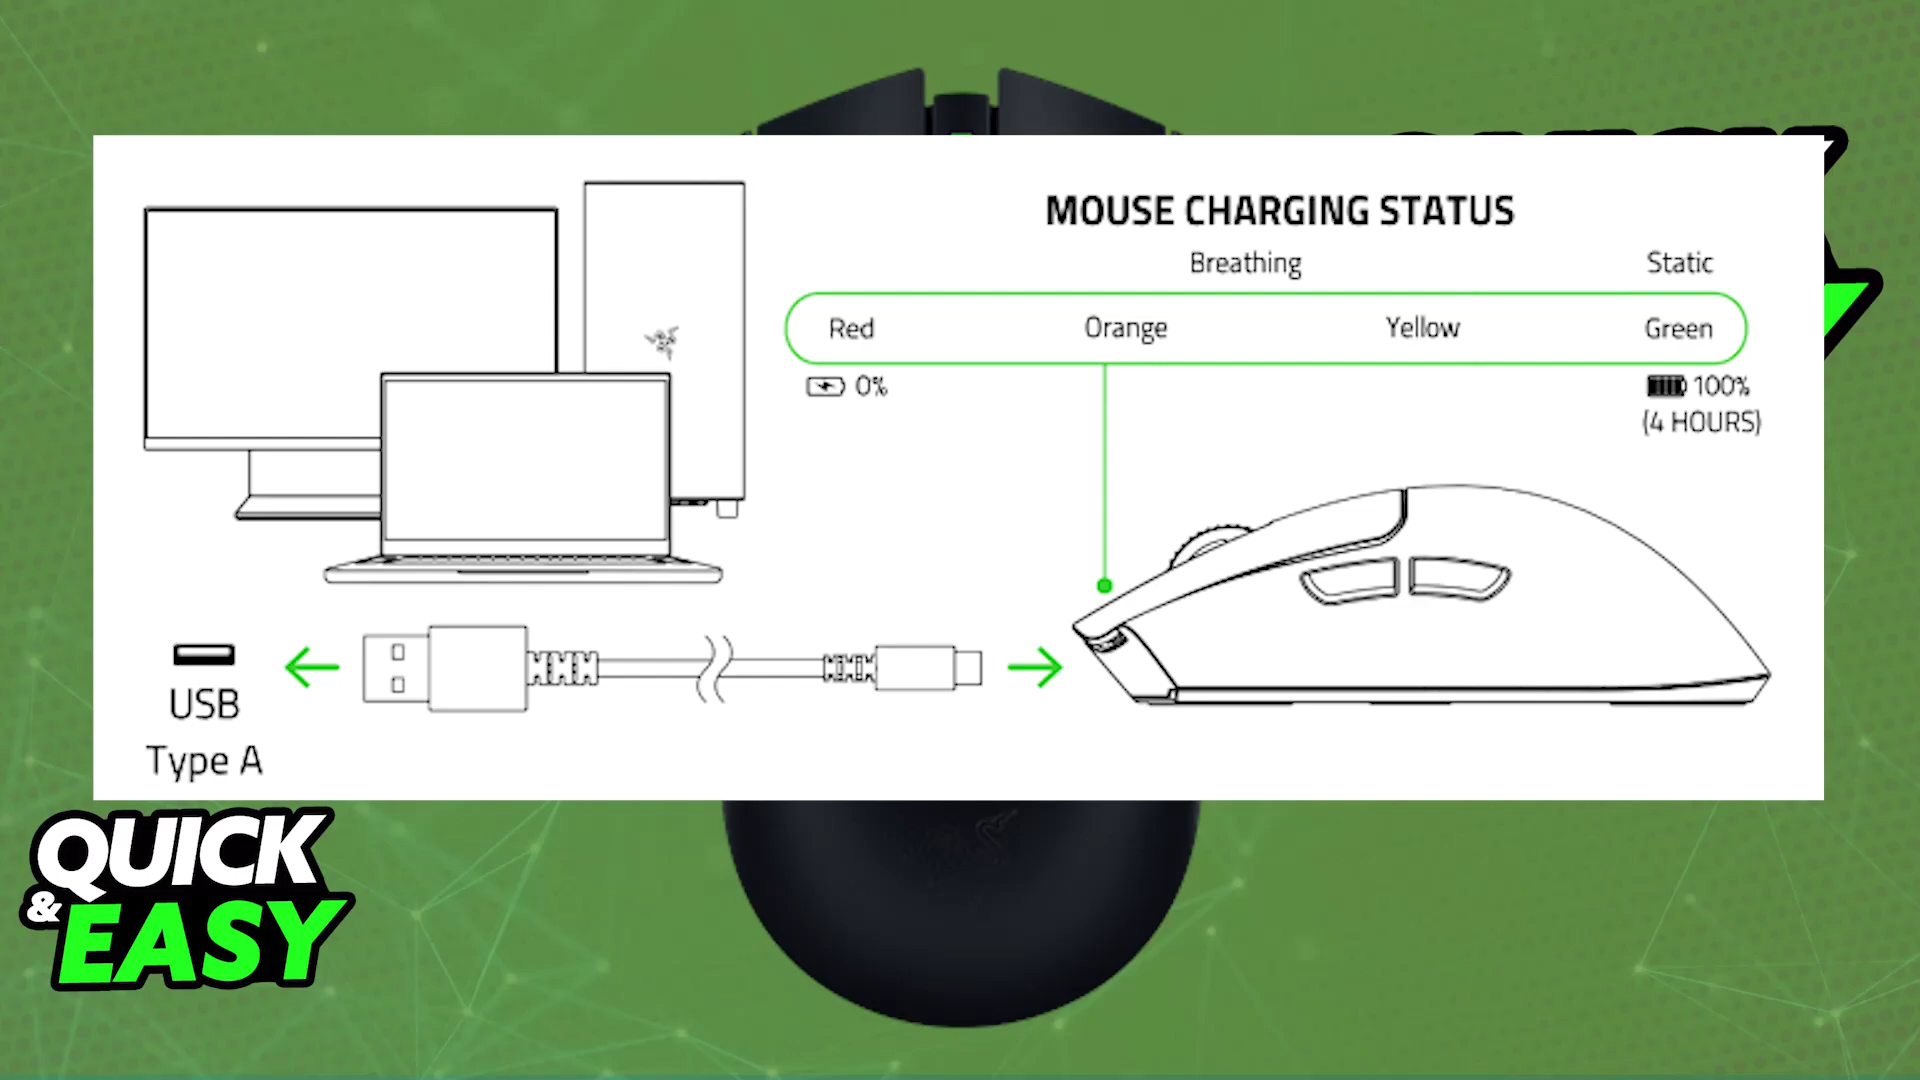 MOUSE CHARGING STATUS
Breathing Static
Red Orange Yellow Green
0% 100%
(4 HOURS)
USB
Type A
QUICK
& EASY